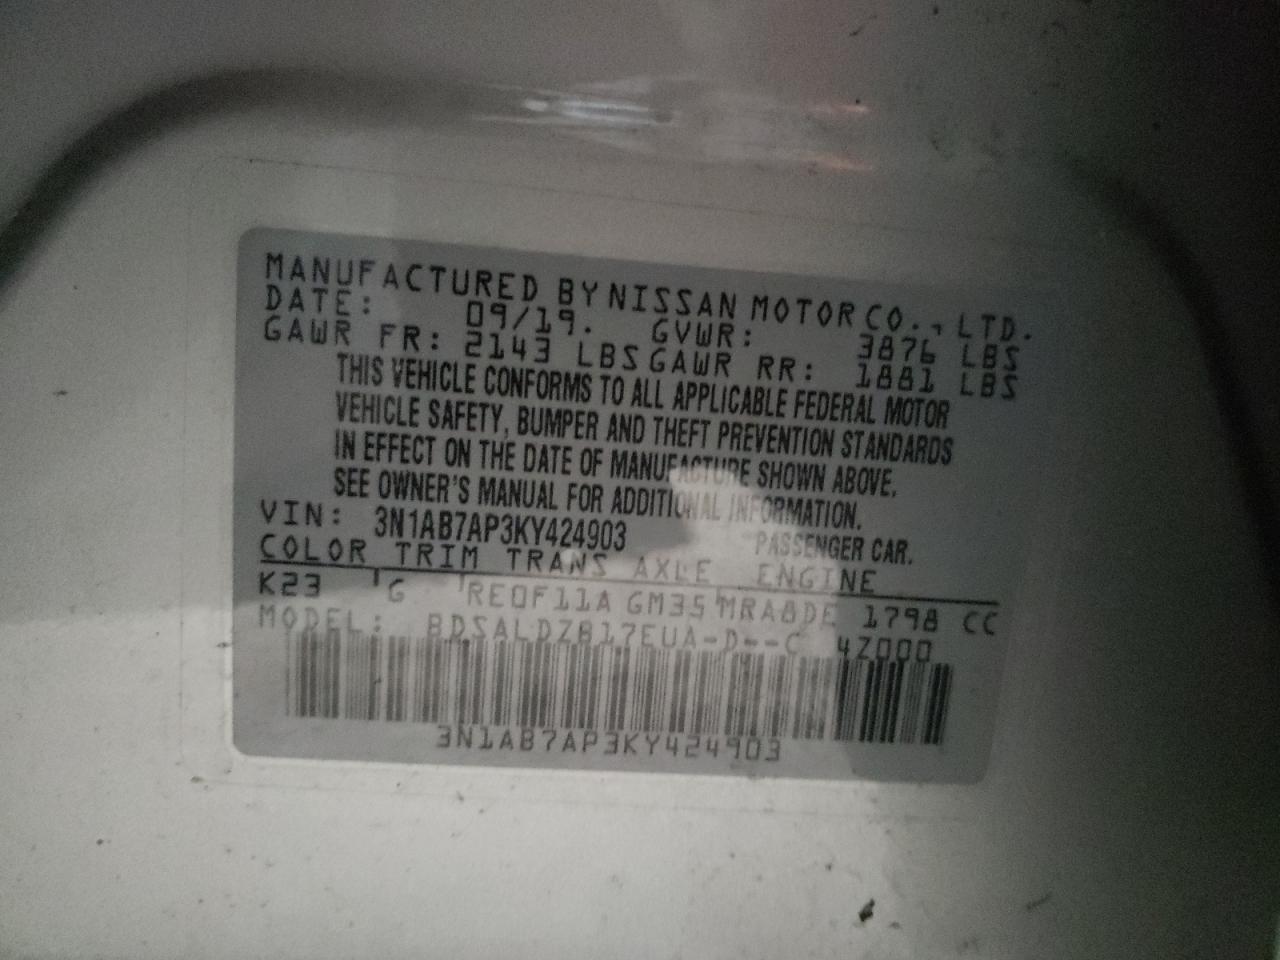 MANUFACTURED BY NISSAN MOTOR CO., LTD.
DATE: 09/19. GVWR: 3876 LBS
GAWR FR: 2143 LBS GAWR RR: 1881 LBS
THIS VEHICLE CONFORMS TO ALL APPLICABLE FEDERAL MOTOR
VEHICLE SAFETY, BUMPER AND THEFT PREVENTION STANDARDS
IN EFFECT ON THE DATE OF MANUFACTURE SHOWN ABOVE.
SEE OWNER'S MANUAL FOR ADDITIONAL INFORMATION.
VIN: 3N1AB7AP3KY424903 PASSENGER CAR.
COLOR TRIM TRANS AXLE ENGINE
K23 G RE0F11A GM35 MRA8DE 1798 CC
MODEL: BDSALDZB17EUA-D--C 4Z000
3N1AB7AP3KY424903